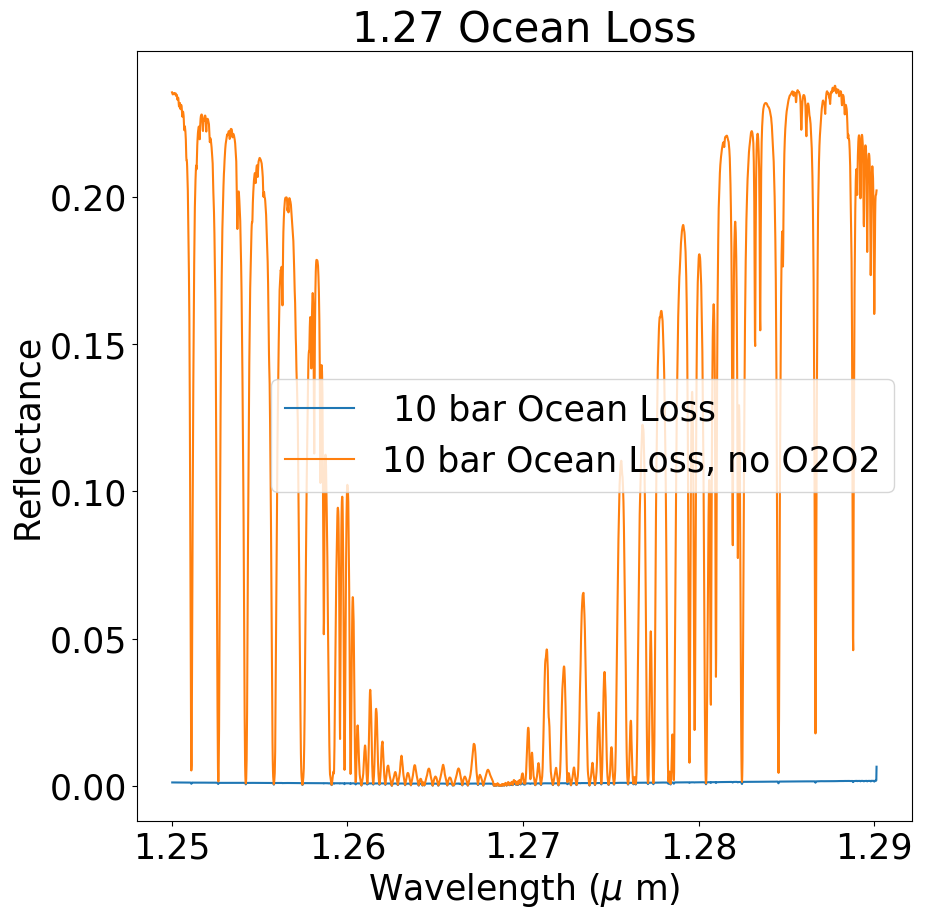 1.27 Ocean Loss
Reflectance
0.20
0.15
0.10
0.05
0.00
10 bar Ocean Loss
10 bar Ocean Loss, no O2O2
1.25 1.26 1.27 1.28 1.29
Wavelength (μ m)